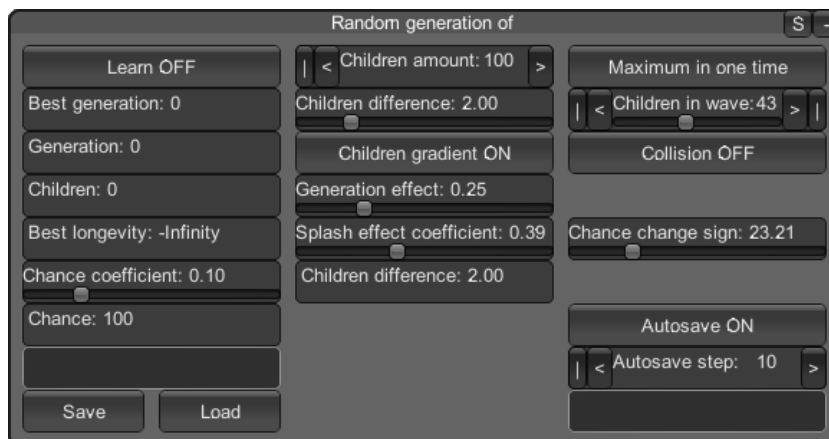 Random generation of
S -
Learn OFF
Best generation: 0
Generation: 0
Children: 0
Best longevity: -Infinity
Chance coefficient: 0.10
Chance: 100
Save
Load
| < Children amount: 100 >
Children difference: 2.00
Children gradient ON
Generation effect: 0.25
Splash effect coefficient: 0.39
Children difference: 2.00
Maximum in one time
| < Children in wave: 43 > |
Collision OFF
Chance change sign: 23.21
Autosave ON
| < Autosave step: 10 >